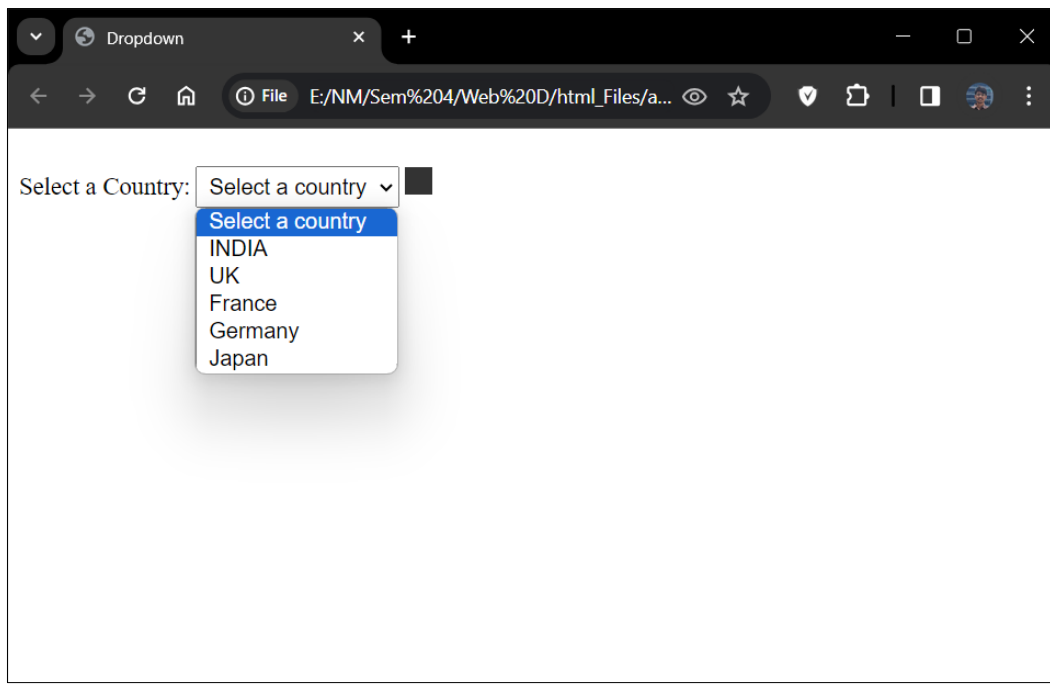 Dropdown
File E:/NM/Sem%204/Web%20D/html_Files/a...
Select a Country: Select a country
Select a country
INDIA
UK
France
Germany
Japan